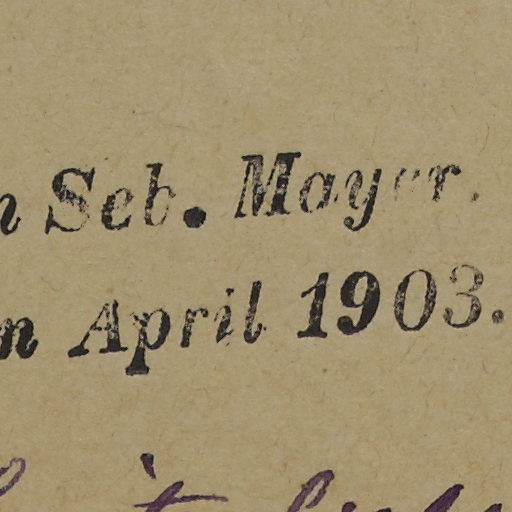 n Seb. Mayer.
n April 1903.